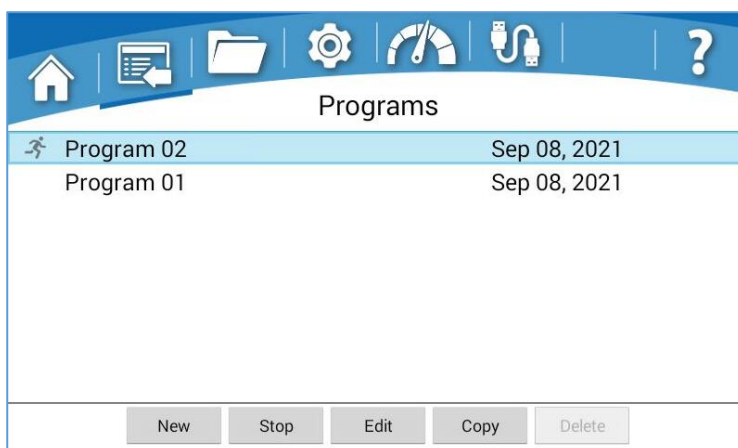 ?
Programs
Program 02 Sep 08, 2021
Program 01 Sep 08, 2021
New Stop Edit Copy Delete